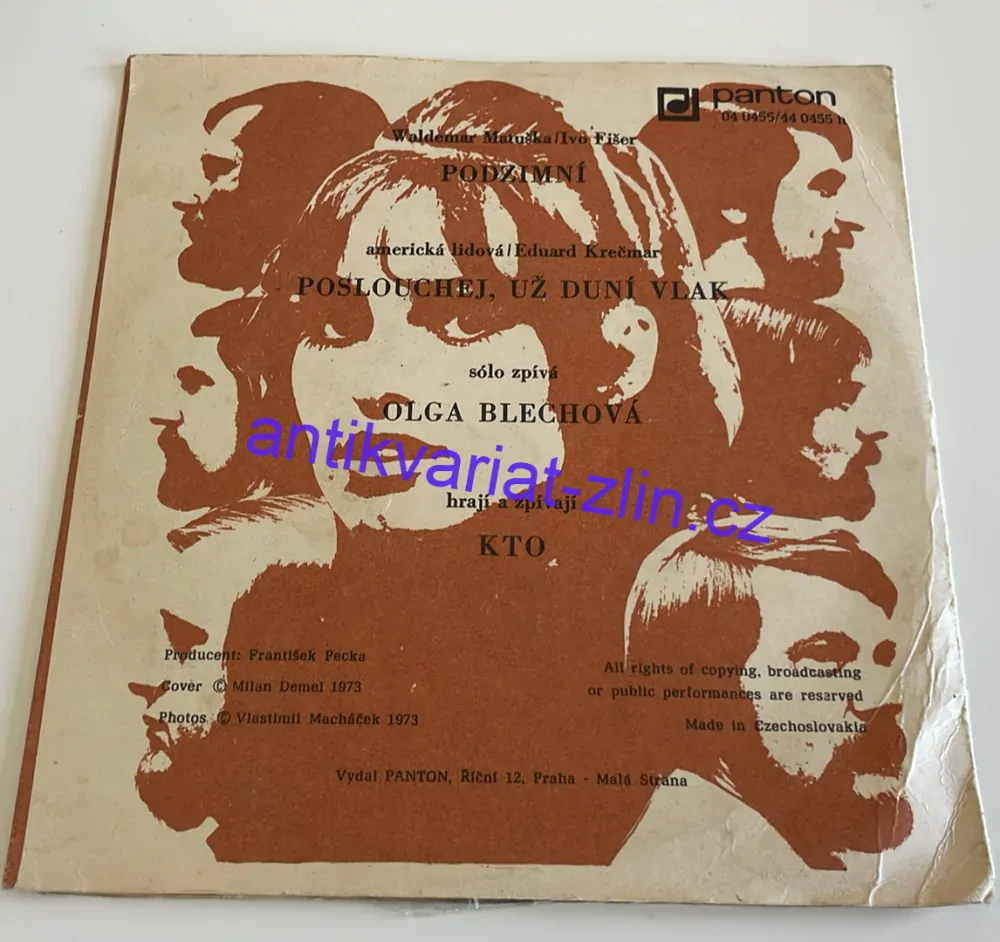 panton
04 0455/44 0455 h
Waldemar Matuška/Ivo Fišer
PODZIMNÍ
americká lidová/Eduard Krečmar
POSLOUCHEJ, UŽ DUNÍ VLAK
sólo zpívá
OLGA BLECHOVÁ
antikvariat-zlin.cz
hrají a zpívají
KTO
Producent: František Pecka
Cover © Milan Demel 1973
Photos © Vlastimil Macháček 1973
All rights of copying, broadcasting
or public performances are resarved
Made in Czechoslovakia
Vydal PANTON, Říční 12, Praha - Malá Strana